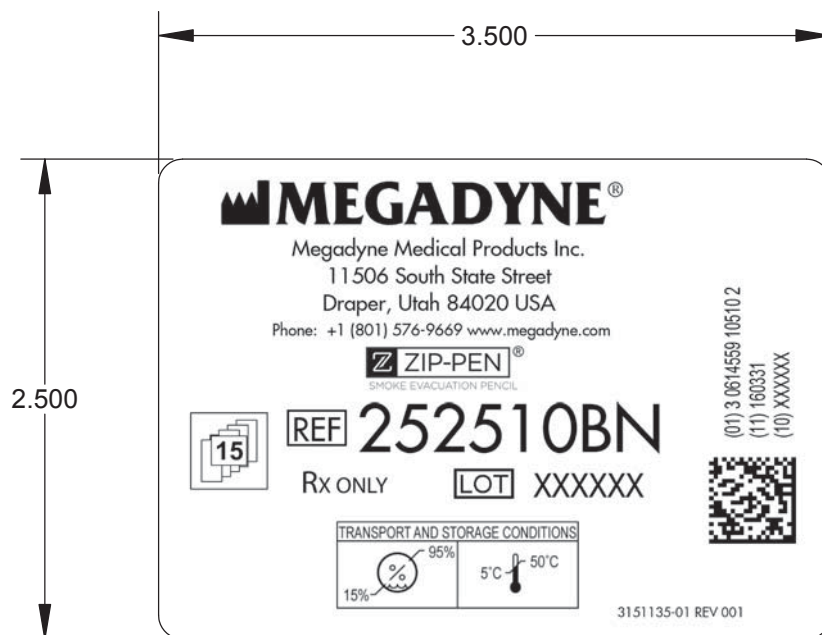 3.500
2.500
MEGADYNE®
Megadyne Medical Products Inc.
11506 South State Street
Draper, Utah 84020 USA
Phone: +1 (801) 576-9669 www.megadyne.com
Z ZIP-PEN®
SMOKE EVACUATION PENCIL
15
REF 252510BN
Rx ONLY LOT XXXXXX
(01) 3 0614559 10510 2
(11) 160331
(10) XXXXXX
TRANSPORT AND STORAGE CONDITIONS
15% % 95%
5°C 50°C
3151135-01 REV 001